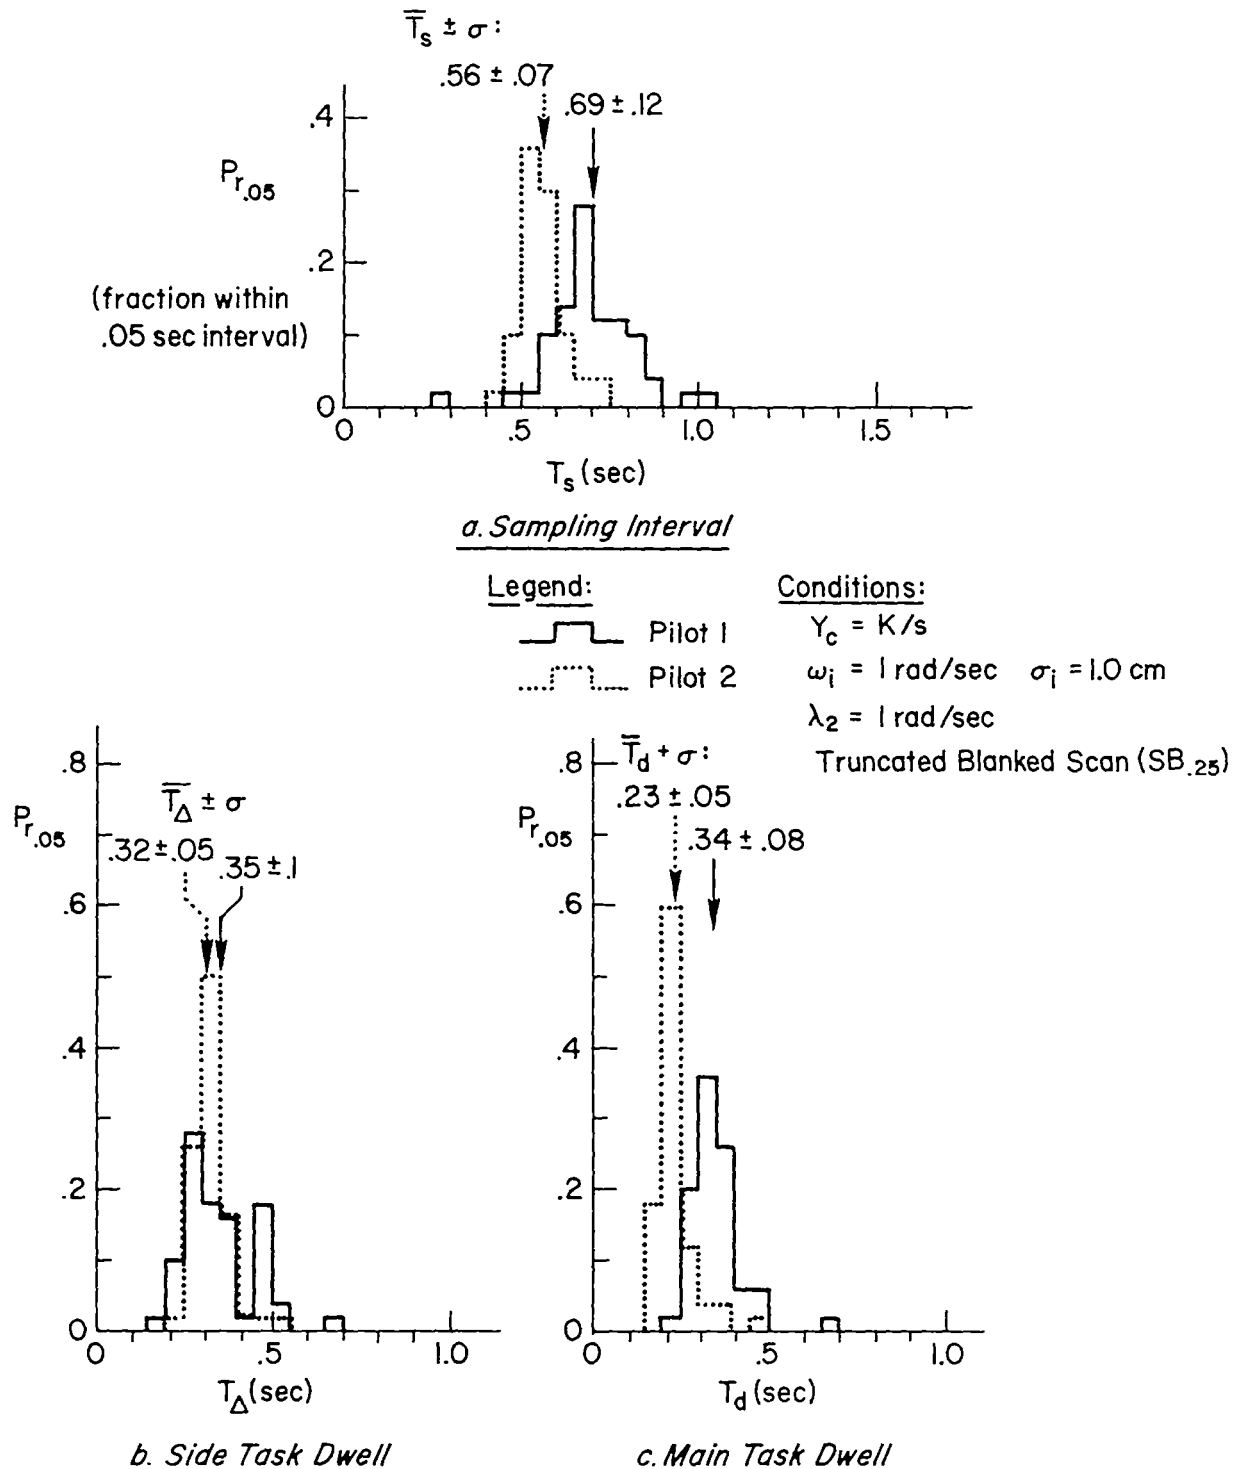 T̅s ± σ:
.56 ± .07
.69 ± .12
.4
Pr.05
.2
(fraction within
.05 sec interval)
0
0 .5 1.0 1.5
Ts (sec)
a. Sampling Interval
Legend:
Pilot 1
Pilot 2
Conditions:
Yc = K/s
ωi = 1 rad/sec σi = 1.0 cm
λ2 = 1 rad/sec
Truncated Blanked Scan (SB.25)
.8
T̅Δ ± σ
Pr.05
.32 ± .05
.35 ± .1
.6
.4
.2
0
0 .5 1.0
TΔ (sec)
b. Side Task Dwell
T̅d + σ:
.8
.23 ± .05
Pr.05
.34 ± .08
.6
.4
.2
0
0 .5 1.0
Td (sec)
c. Main Task Dwell